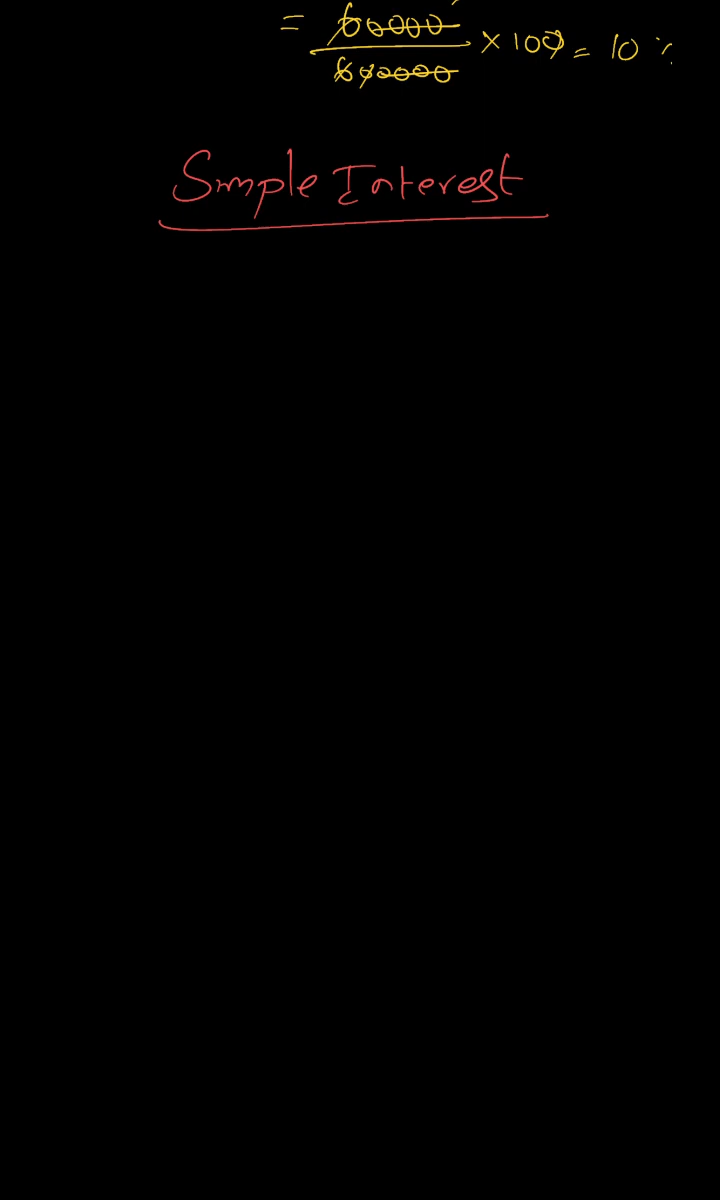 = 60000 / 600000 × 100 = 10 %
Simple Interest